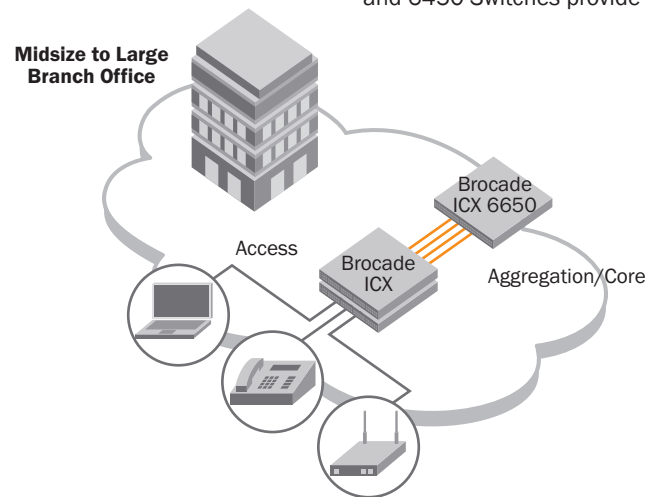 and 6450 Switches provide
Midsize to Large
Branch Office
Brocade
ICX 6650
Access
Brocade
ICX
Aggregation/Core